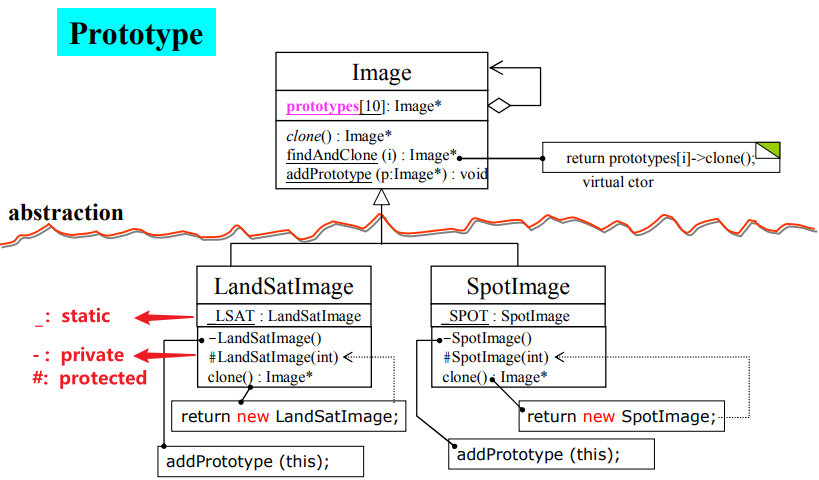 Prototype
Image
prototypes[10]: Image*
clone() : Image*
findAndClone (i) : Image*
addPrototype (p:Image*) : void
return prototypes[i]->clone();
virtual ctor
abstraction
LandSatImage
_LSAT : LandSatImage
-LandSatImage()
#LandSatImage(int)
clone() : Image*
SpotImage
_SPOT : SpotImage
-SpotImage()
#SpotImage(int)
clone() : Image*
_: static
-: private
#: protected
return new LandSatImage;
return new SpotImage;
addPrototype (this);
addPrototype (this);